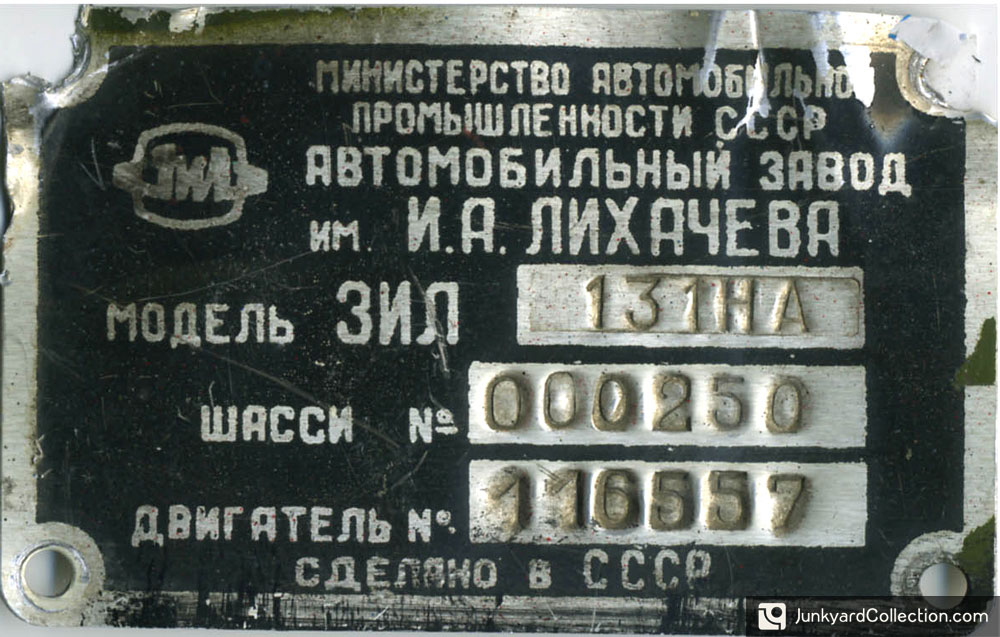 МИНИСТЕРСТВО АВТОМОБИЛЬНОЙ
ПРОМЫШЛЕННОСТИ СССР
АВТОМОБИЛЬНЫЙ ЗАВОД
ЗИЛ
им. И.А. ЛИХАЧЕВА
МОДЕЛЬ ЗИЛ 131НА
ШАССИ № 000250
ДВИГАТЕЛЬ № 116557
СДЕЛАНО В СССР
JunkyardCollection.com